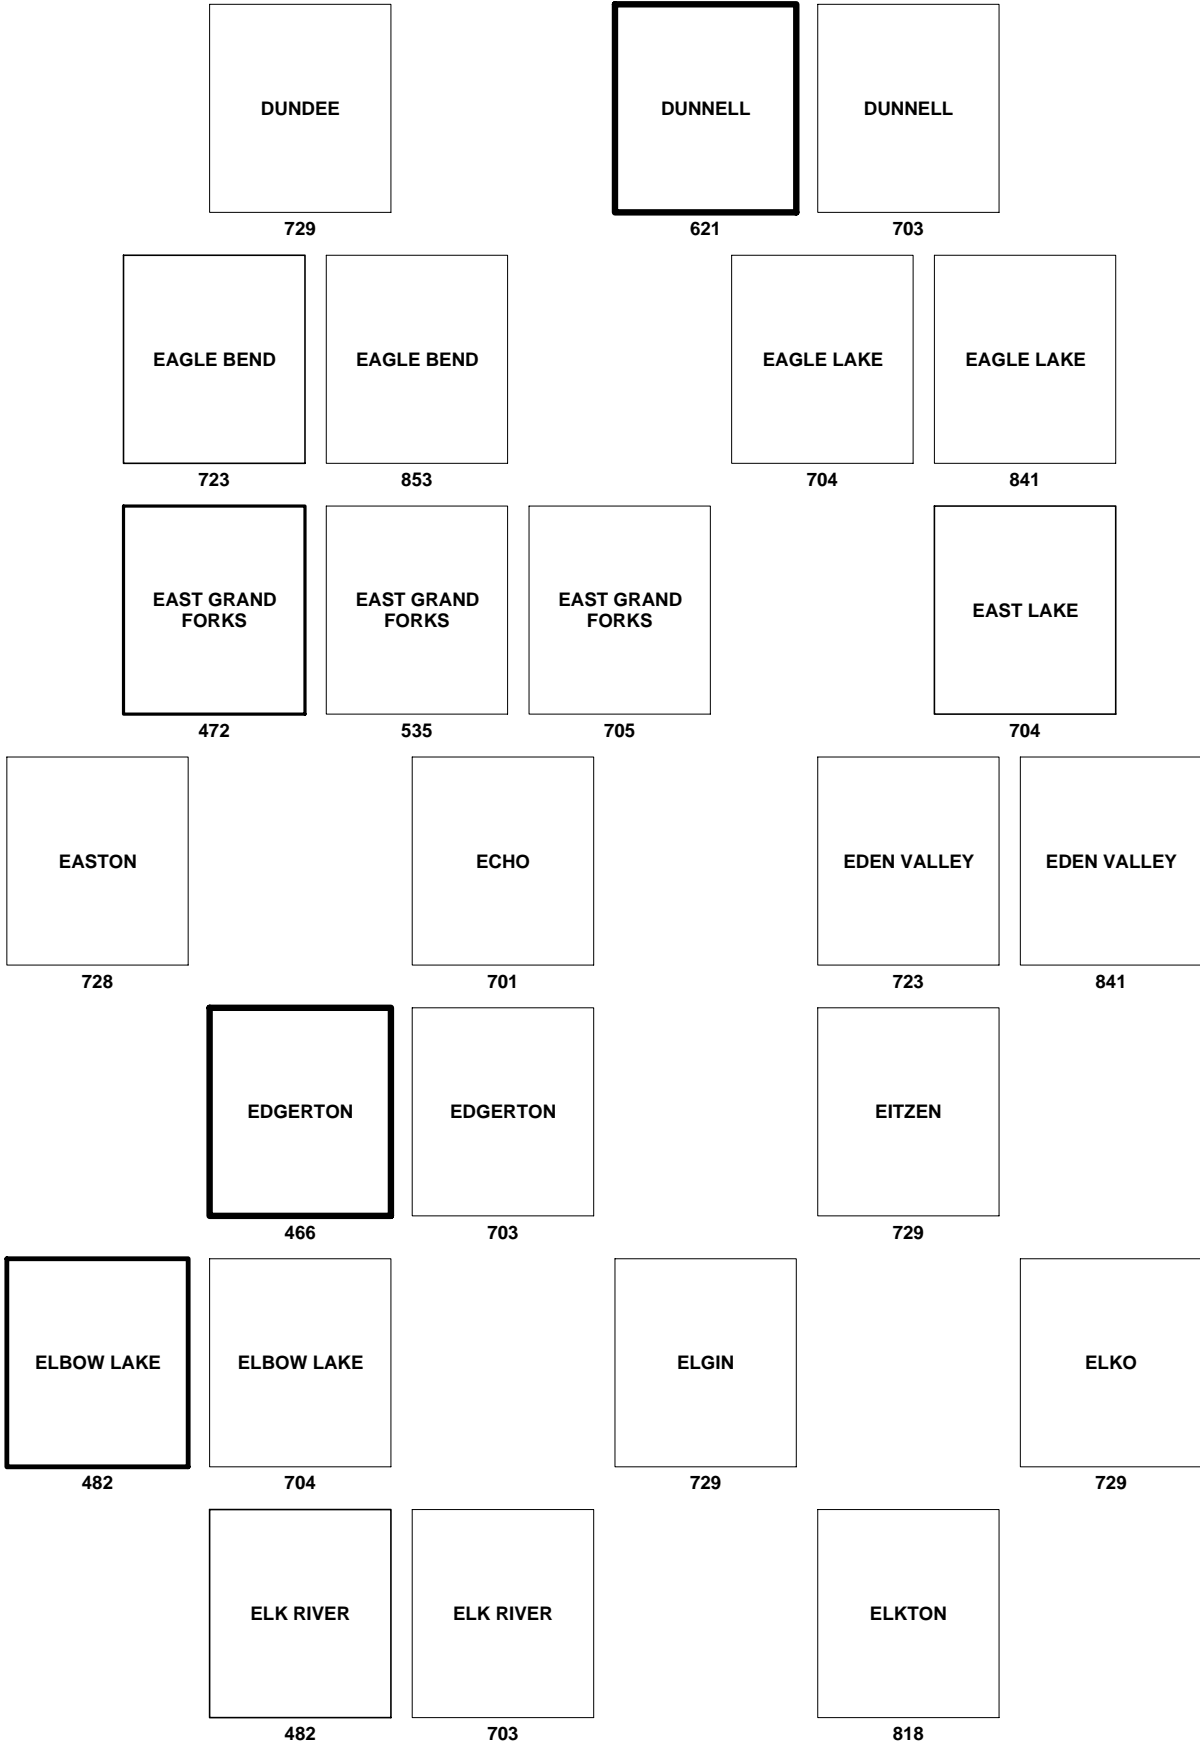 DUNDEE
729
DUNNELL
621
DUNNELL
703
EAGLE BEND
723
EAGLE BEND
853
EAGLE LAKE
704
EAGLE LAKE
841
EAST GRAND
FORKS
472
EAST GRAND
FORKS
535
EAST GRAND
FORKS
705
EAST LAKE
704
EASTON
728
ECHO
701
EDEN VALLEY
723
EDEN VALLEY
841
EDGERTON
466
EDGERTON
703
EITZEN
729
ELBOW LAKE
482
ELBOW LAKE
704
ELGIN
729
ELKO
729
ELK RIVER
482
ELK RIVER
703
ELKTON
818